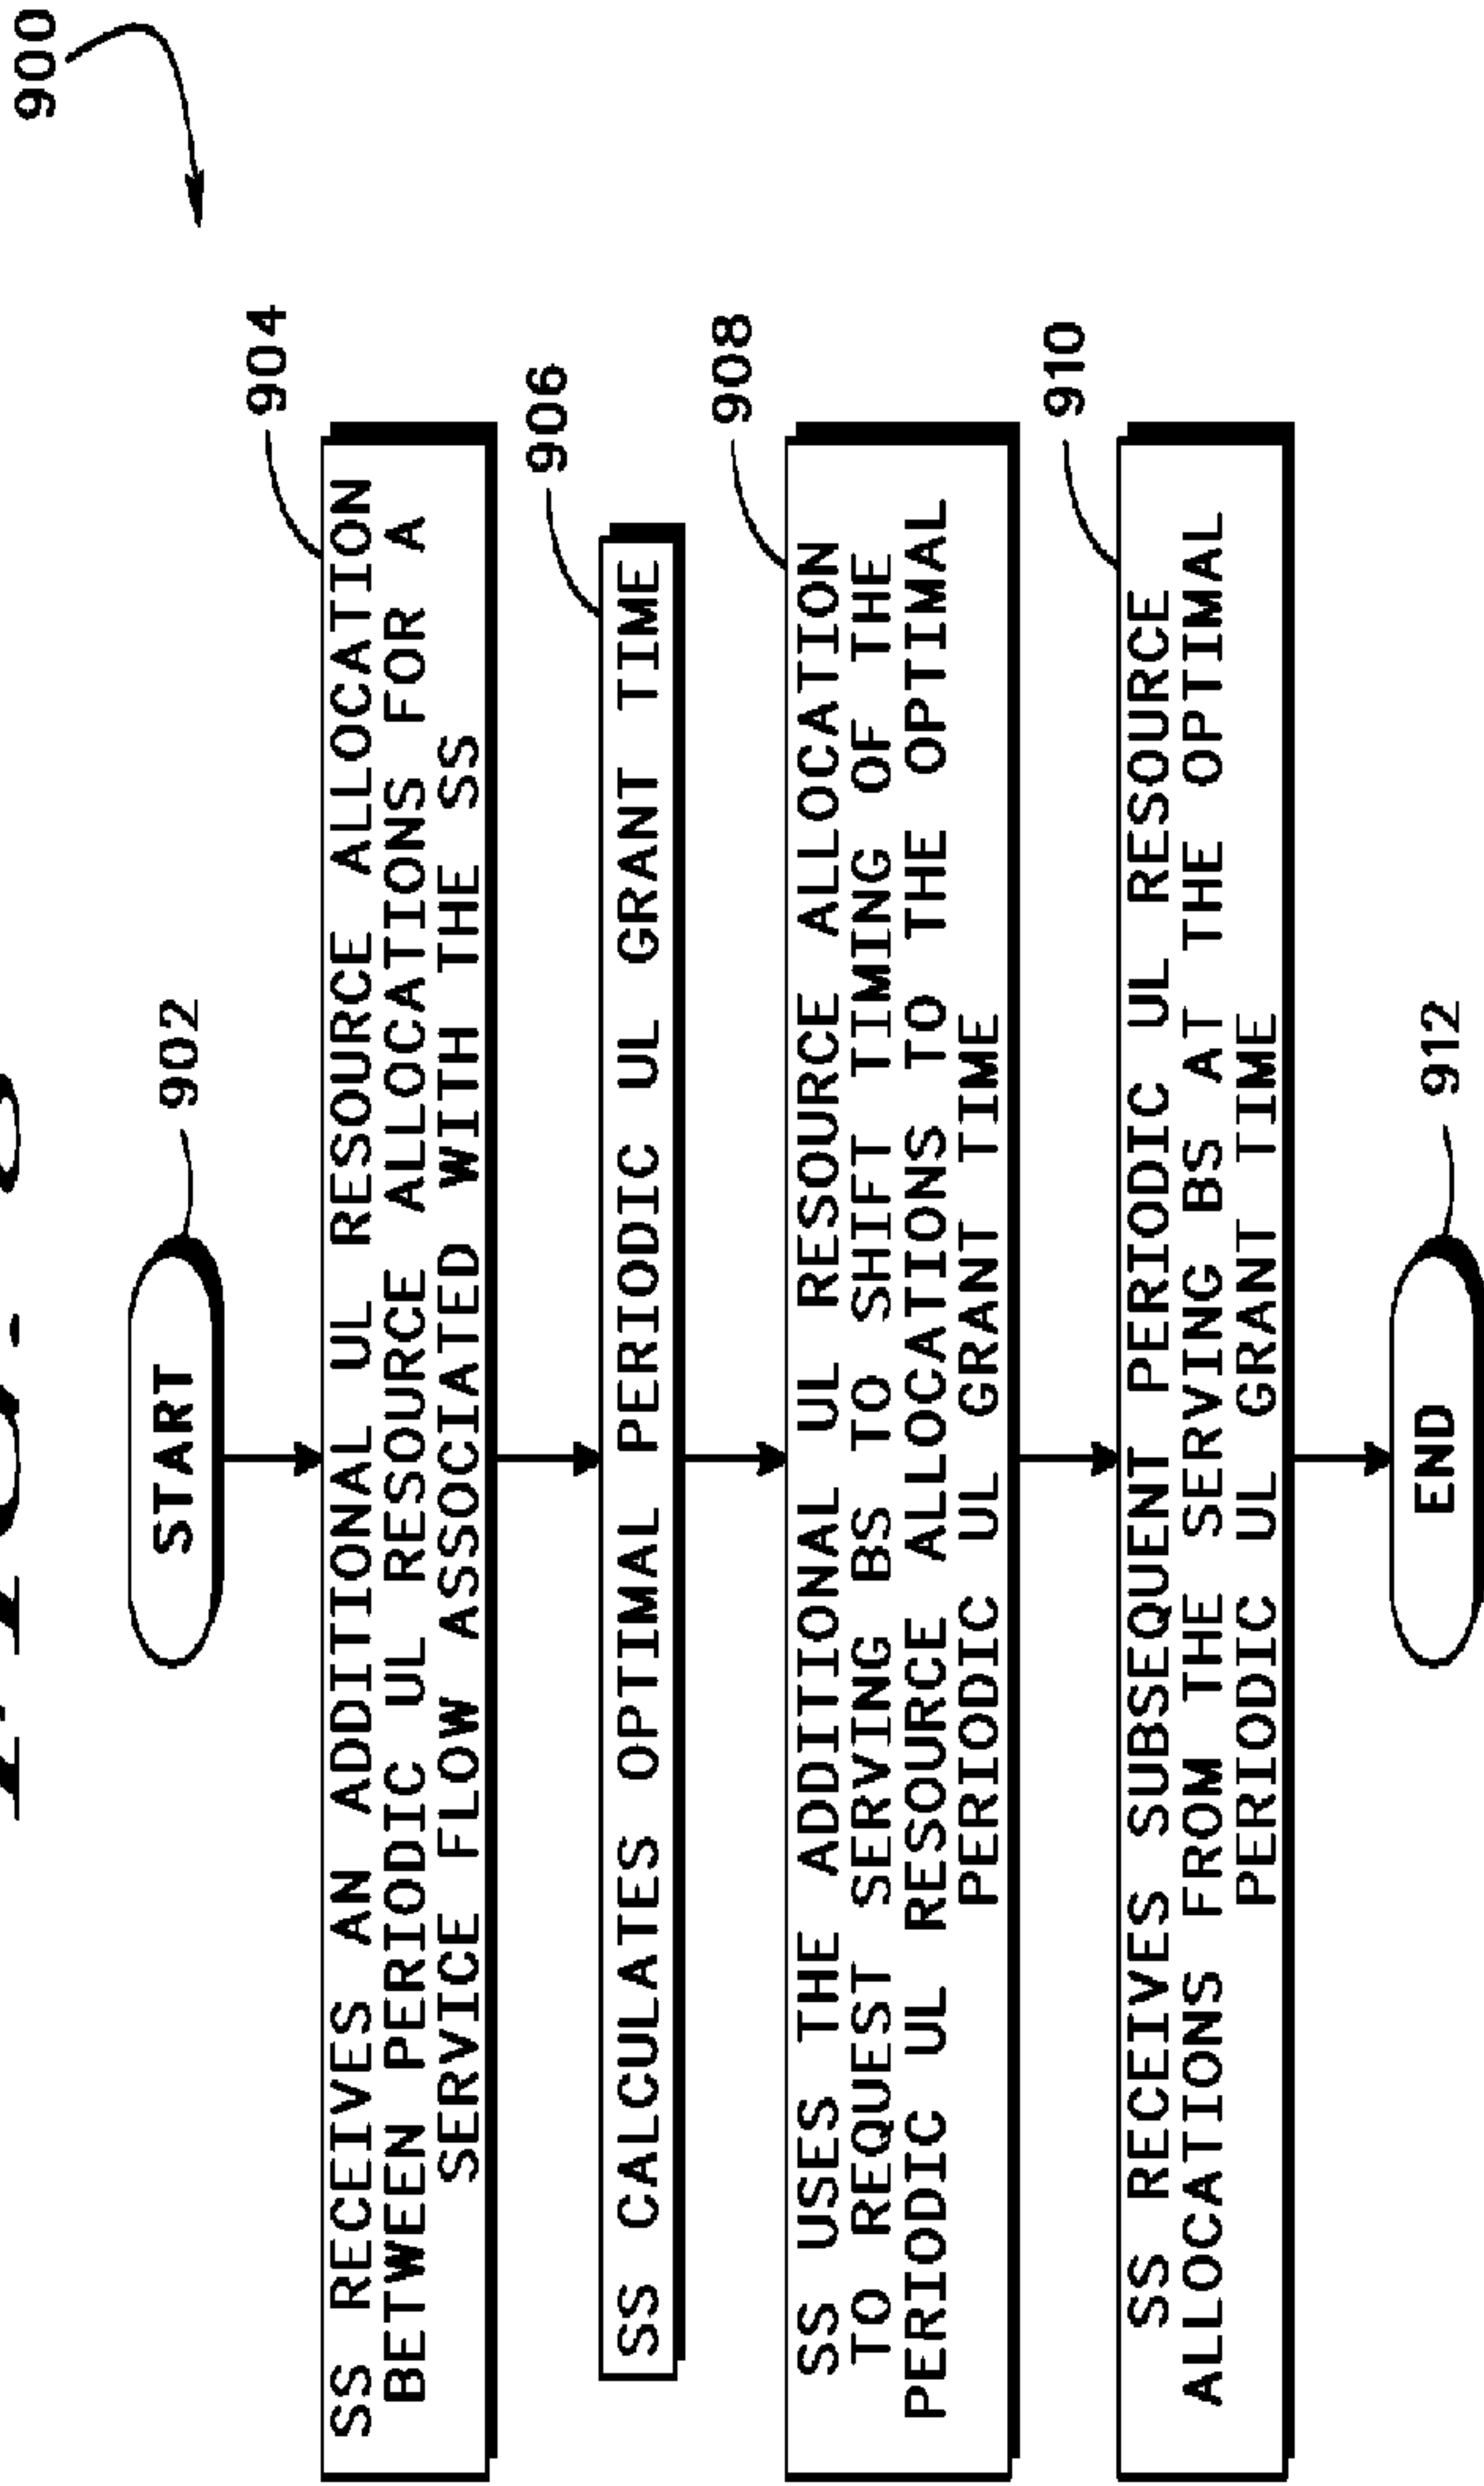 900
902
START
904
SS RECEIVES AN ADDITIONAL UL RESOURCE ALLOCATION
BETWEEN PERIODIC UL RESOURCE ALLOCATIONS FOR A
SERVICE FLOW ASSOCIATED WITH THE SS
906
SS CALCULATES OPTIMAL PERIODIC UL GRANT TIME
908
SS USES THE ADDITIONAL UL RESOURCE ALLOCATION
TO REQUEST SERVING BS TO SHIFT TIMING OF THE
PERIODIC UL RESOURCE ALLOCATIONS TO THE OPTIMAL
PERIODIC UL GRANT TIME
910
SS RECEIVES SUBSEQUENT PERIODIC UL RESOURCE
ALLOCATIONS FROM THE SERVING BS AT THE OPTIMAL
PERIODIC UL GRANT TIME
912
END